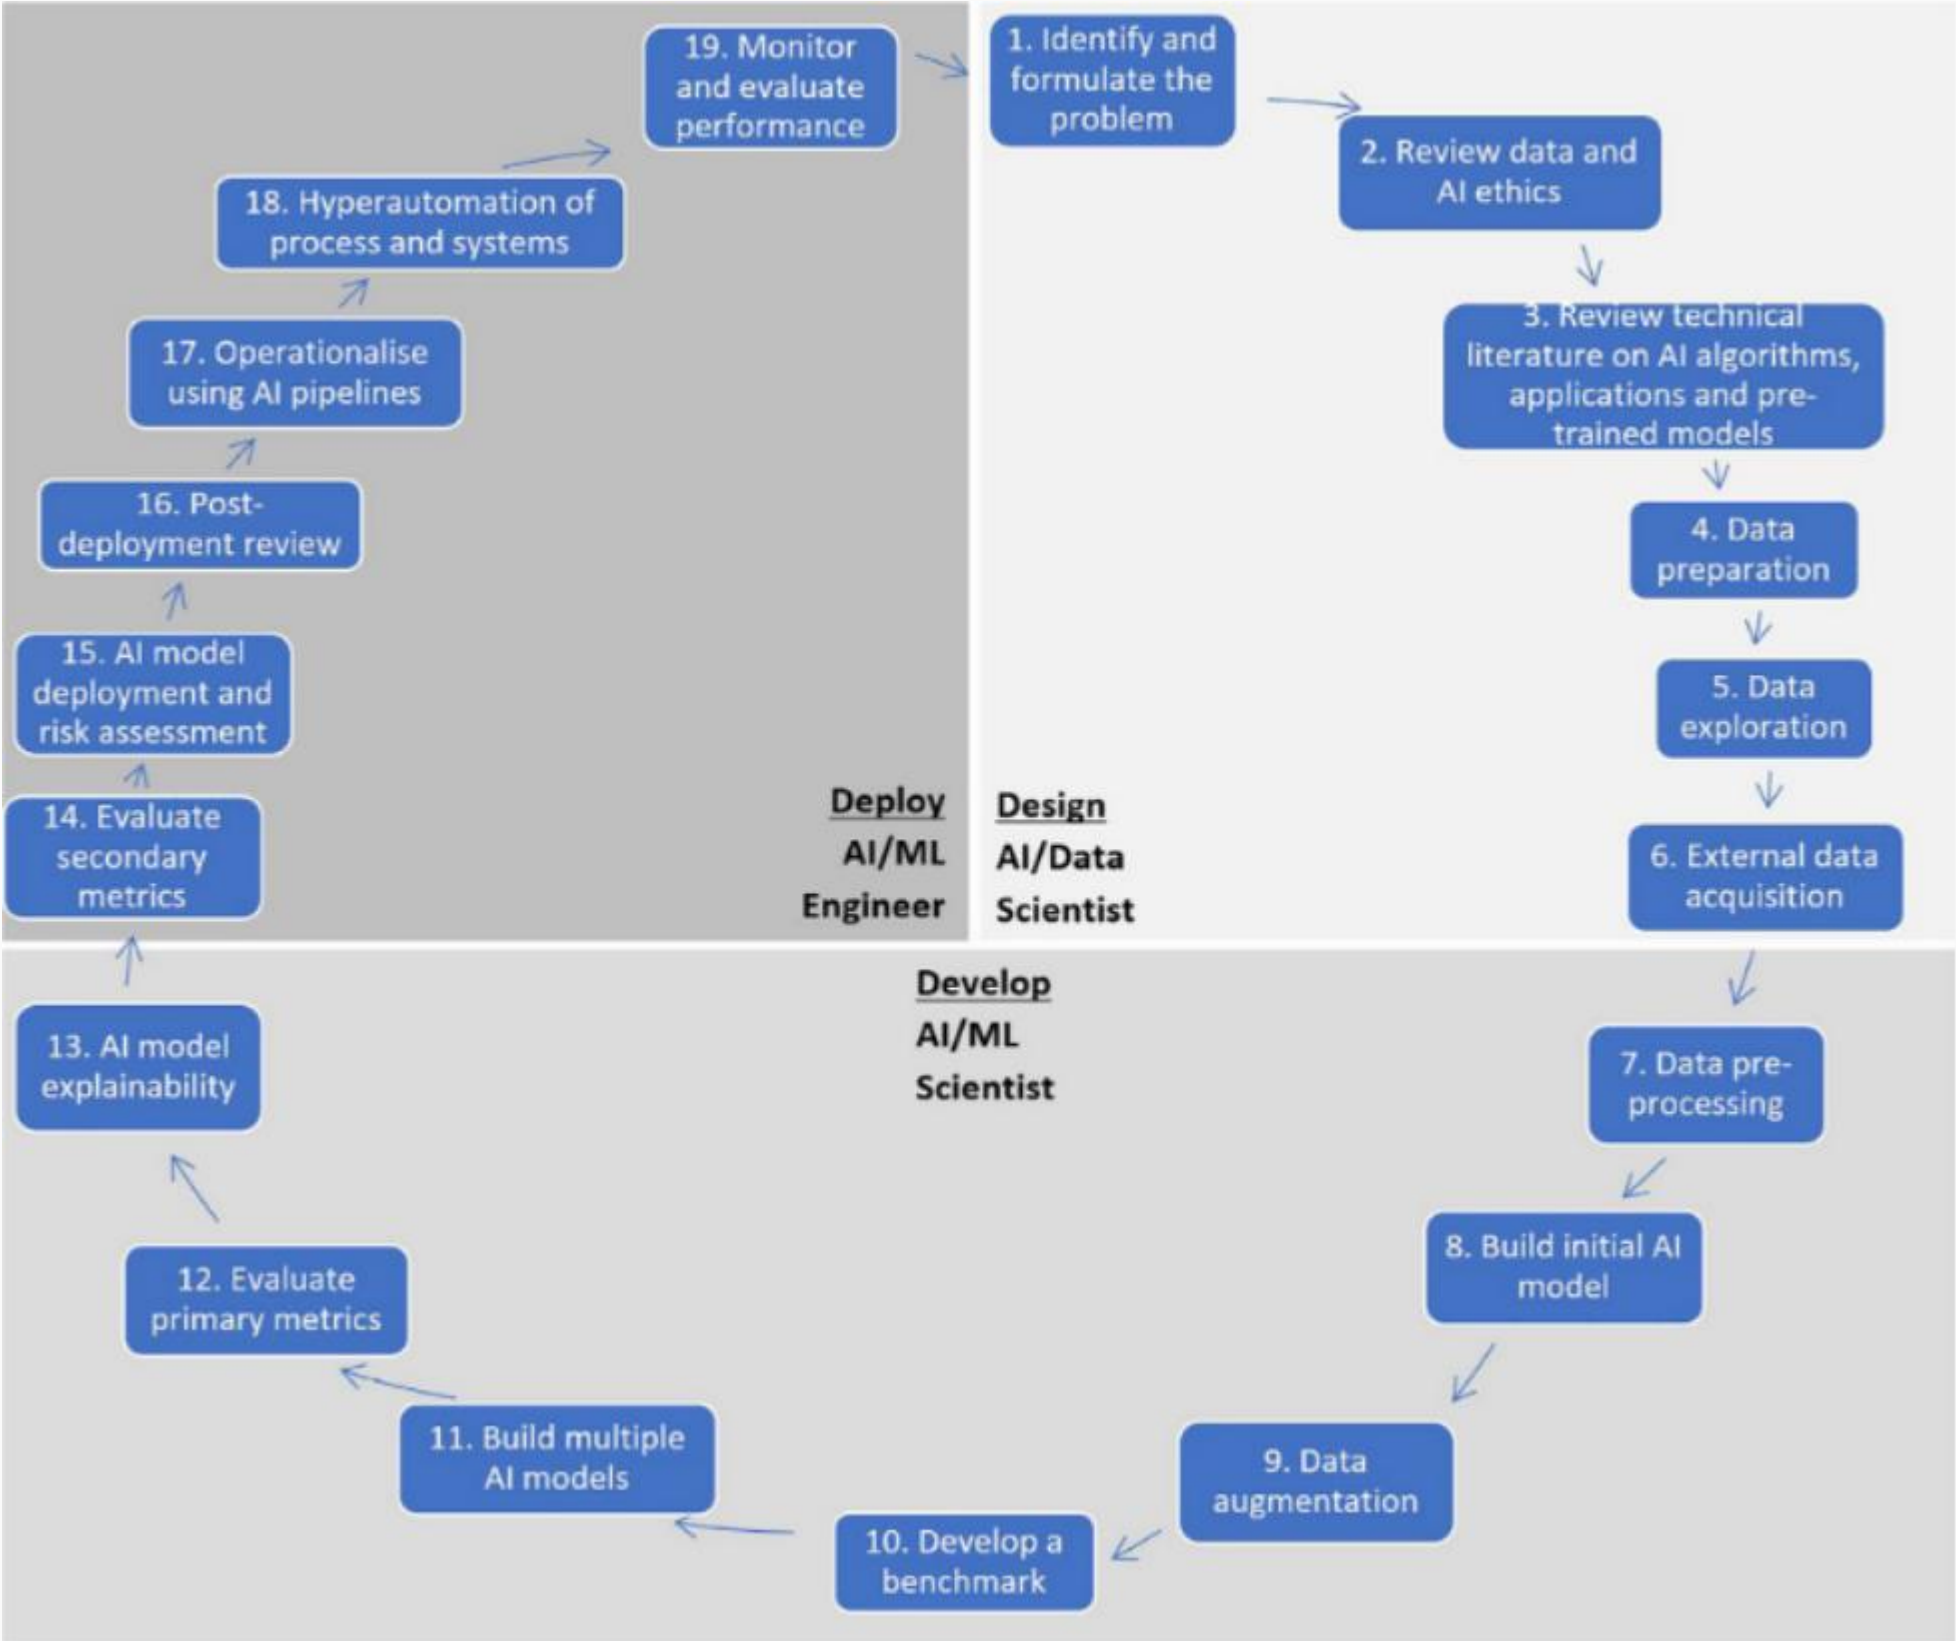 19. Monitor
and evaluate
performance
1. Identify and
formulate the
problem
2. Review data and
AI ethics
3. Review technical
literature on AI algorithms,
applications and pre-
trained models
4. Data
preparation
5. Data
exploration
6. External data
acquisition
7. Data pre-
processing
8. Build initial AI
model
9. Data
augmentation
10. Develop a
benchmark
11. Build multiple
AI models
12. Evaluate
primary metrics
13. AI model
explainability
14. Evaluate
secondary
metrics
15. AI model
deployment and
risk assessment
16. Post-
deployment review
17. Operationalise
using AI pipelines
18. Hyperautomation of
process and systems
Deploy
AI/ML
Engineer
Design
AI/Data
Scientist
Develop
AI/ML
Scientist